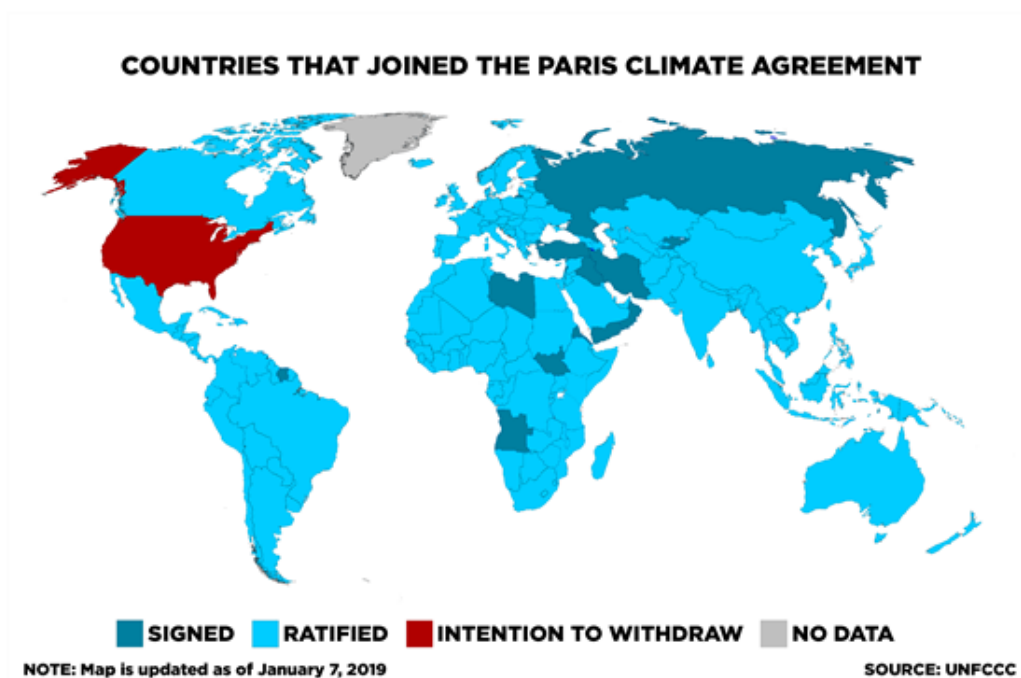 COUNTRIES THAT JOINED THE PARIS CLIMATE AGREEMENT
SIGNED RATIFIED INTENTION TO WITHDRAW NO DATA
NOTE: Map is updated as of January 7, 2019 SOURCE: UNFCCC